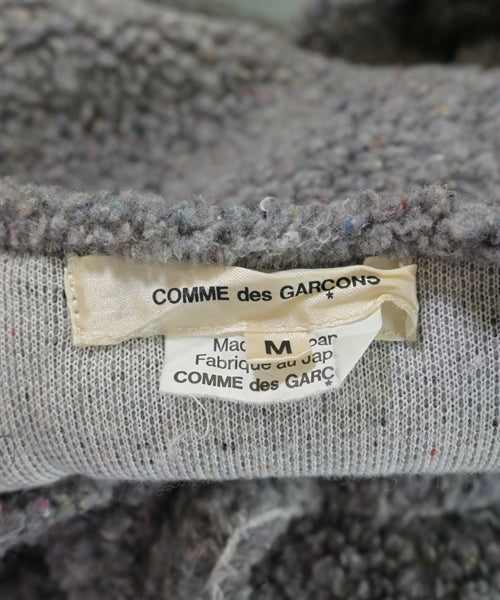 COMME des GARÇONS
*
M
Fabrique au
COMME des
*